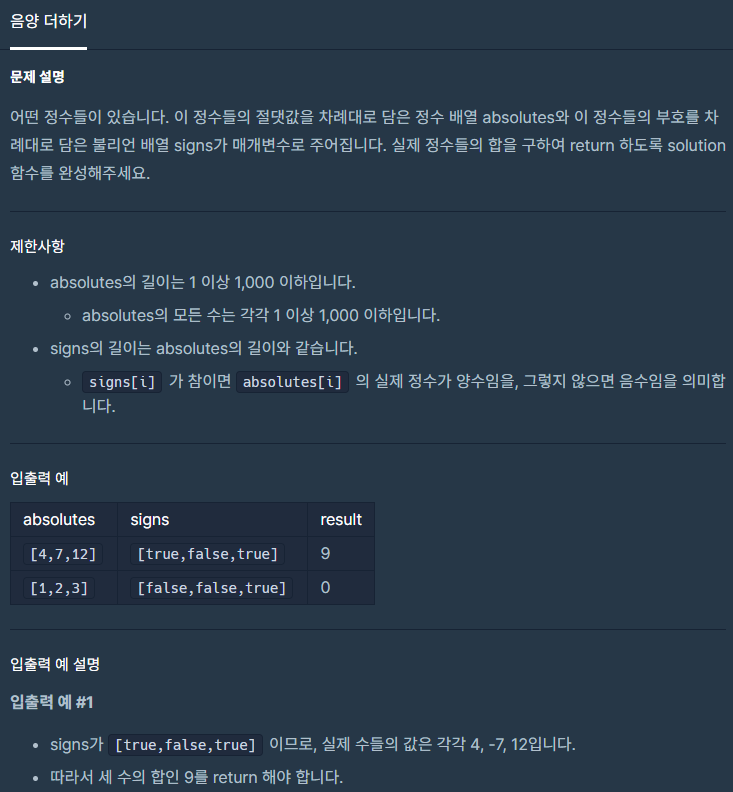 음양 더하기
문제 설명
어떤 정수들이 있습니다. 이 정수들의 절댓값을 차례대로 담은 정수 배열 absolutes와 이 정수들의 부호를 차
례대로 담은 불리언 배열 signs가 매개변수로 주어집니다. 실제 정수들의 합을 구하여 return 하도록 solution
함수를 완성해주세요.
제한사항
• absolutes의 길이는 1 이상 1,000 이하입니다.
◦ absolutes의 모든 수는 각각 1 이상 1,000 이하입니다.
• signs의 길이는 absolutes의 길이와 같습니다.
◦ signs[i] 가 참이면 absolutes[i] 의 실제 정수가 양수임을, 그렇지 않으면 음수임을 의미합
니다.
입출력 예
absolutes signs result
[4,7,12] [true,false,true] 9
[1,2,3] [false,false,true] 0
입출력 예 설명
입출력 예 #1
• signs가 [true,false,true] 이므로, 실제 수들의 값은 각각 4, -7, 12입니다.
• 따라서 세 수의 합인 9를 return 해야 합니다.